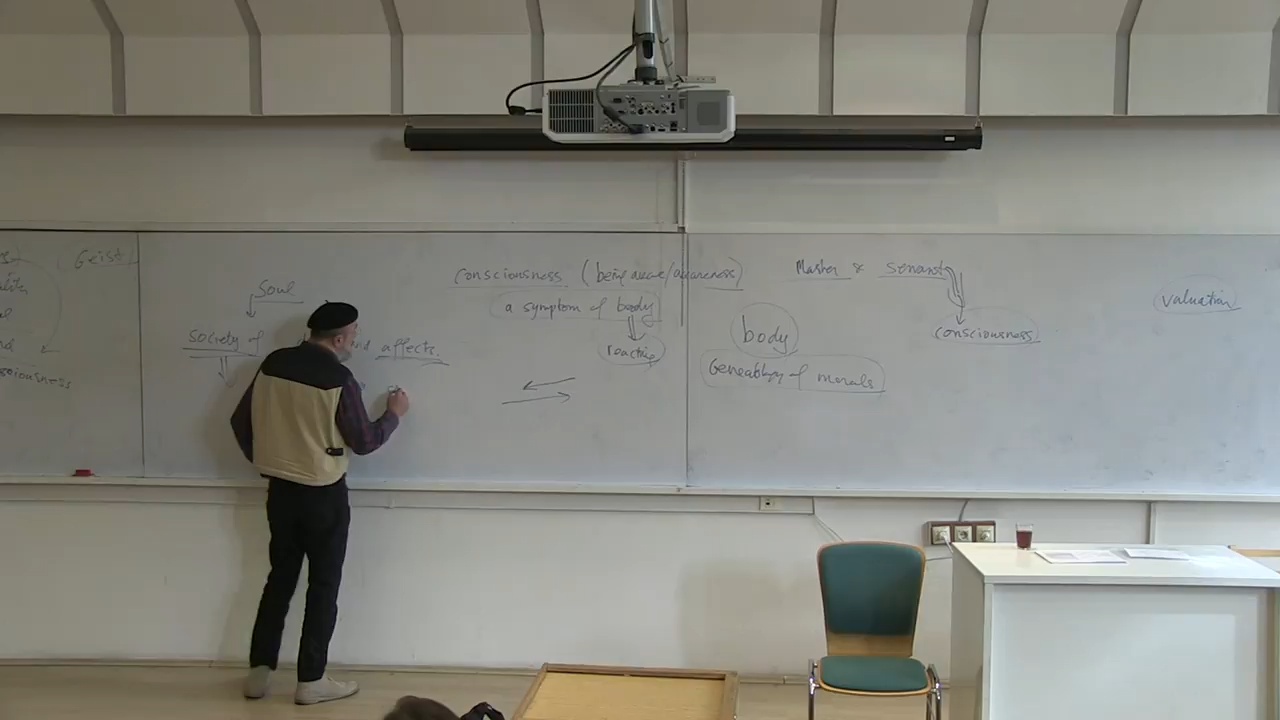 Geist
Soul
society of
affects.
consciousness (being aware/awareness)
a symptom of body
reactive
Master & servant
consciousness
body
Genealogy of morals
valuation